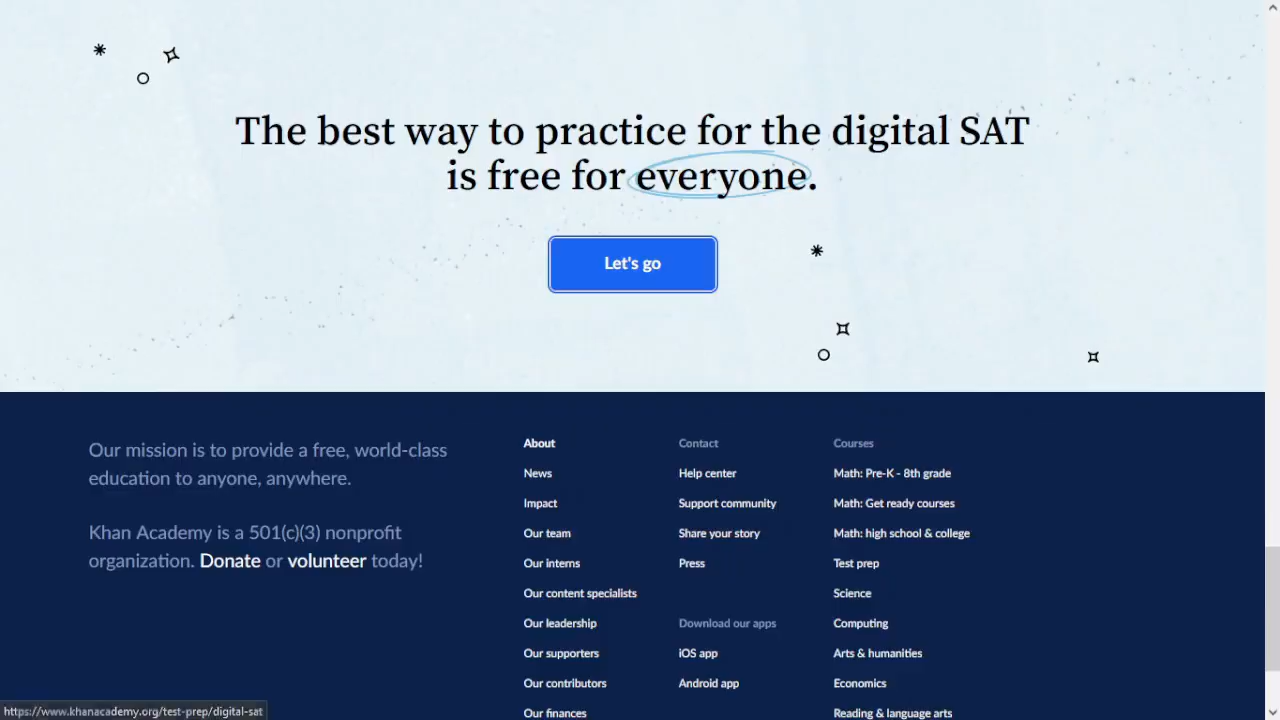 The best way to practice for the digital SAT
is free for everyone.
Let's go
Our mission is to provide a free, world-class
education to anyone, anywhere.
Khan Academy is a 501(c)(3) nonprofit
organization. Donate or volunteer today!
About
News
Impact
Our team
Our interns
Our content specialists
Our leadership
Our supporters
Our contributors
Our finances
Contact
Help center
Support community
Share your story
Press
Download our apps
iOS app
Android app
Courses
Math: Pre-K - 8th grade
Math: Get ready courses
Math: high school & college
Test prep
Science
Computing
Arts & humanities
Economics
Reading & language arts
https://www.khanacademy.org/test-prep/digital-sat